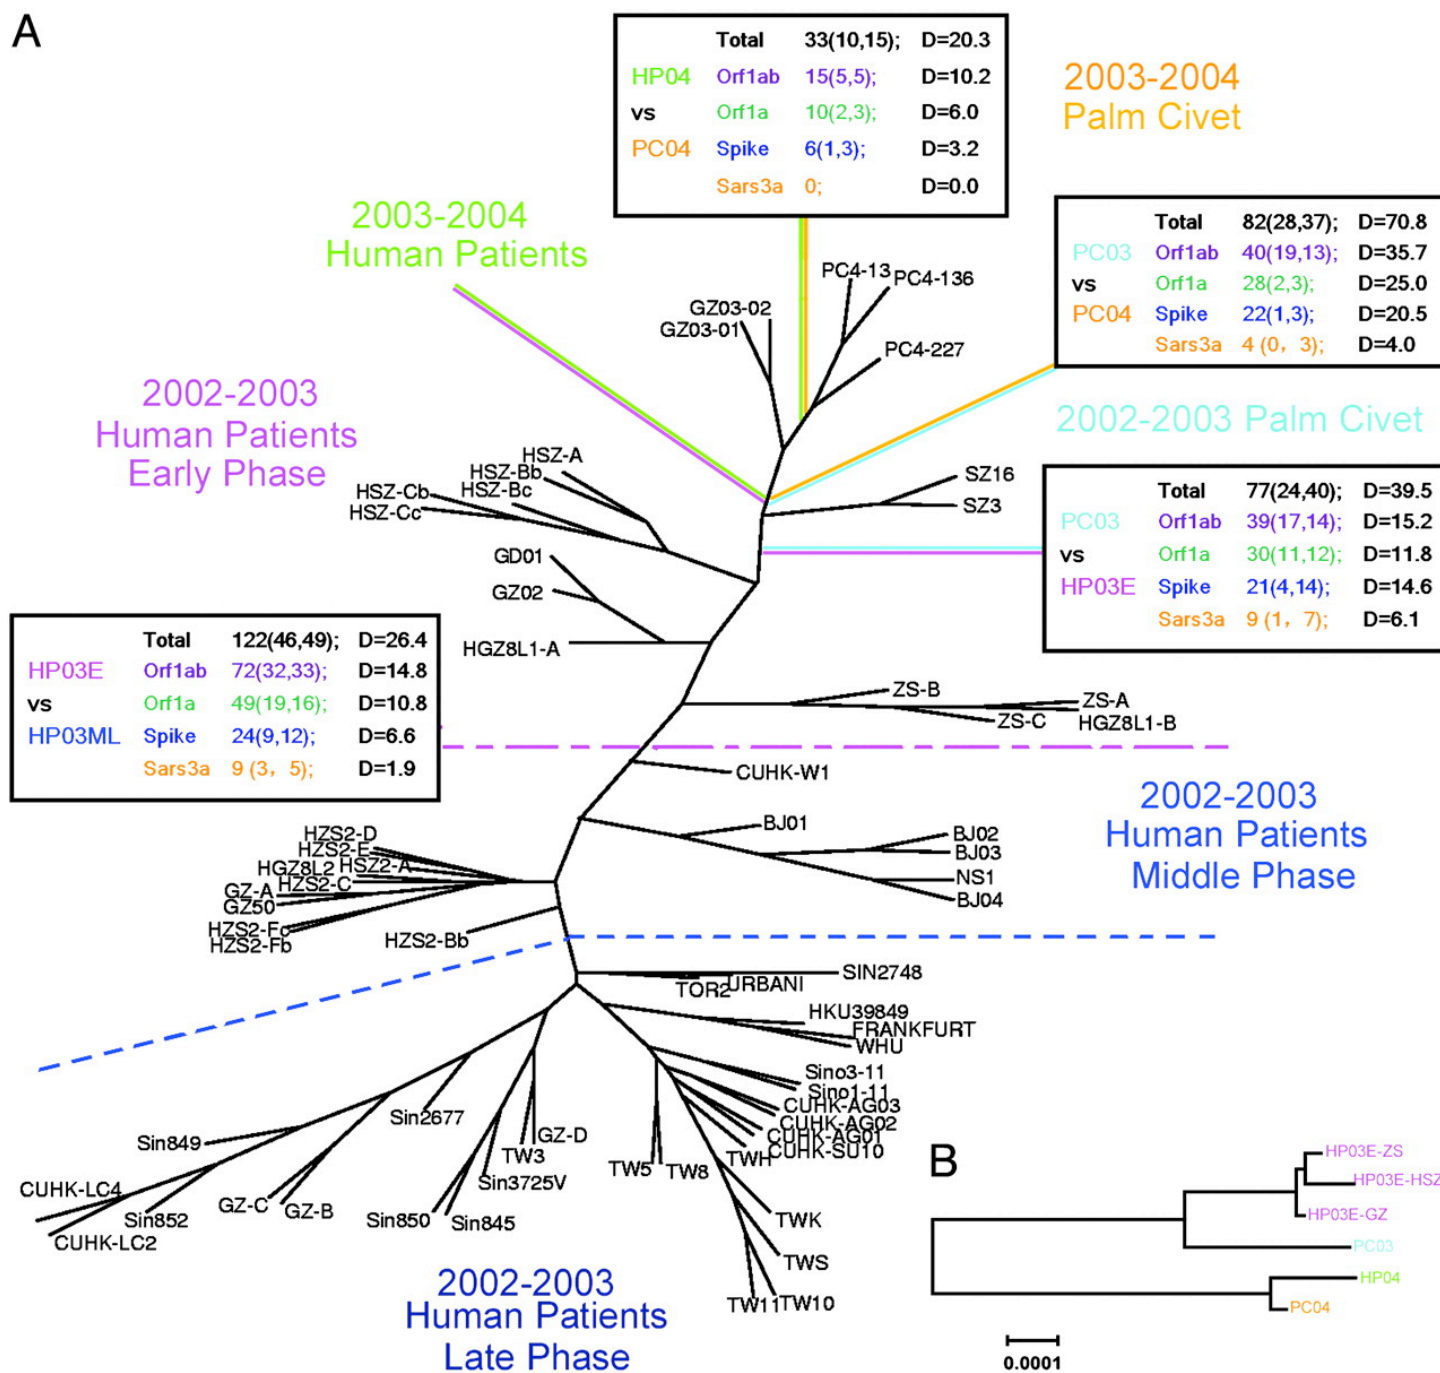 A
Total 33(10,15); D=20.3
HP04 Orf1ab 15(5,5); D=10.2
vs Orf1a 10(2,3); D=6.0
PC04 Spike 6(1,3); D=3.2
Sars3a 0; D=0.0
2003-2004
Palm Civet
Total 82(28,37); D=70.8
PC03 Orf1ab 40(19,13); D=35.7
vs Orf1a 28(2,3); D=25.0
PC04 Spike 22(1,3); D=20.5
Sars3a 4 (0, 3); D=4.0
2003-2004
Human Patients
PC4-13
PC4-136
GZ03-02
GZ03-01
PC4-227
2002-2003
Human Patients
Early Phase
2002-2003 Palm Civet
HSZ-A
HSZ-Bb
HSZ-Bc
HSZ-Cb
HSZ-Cc
SZ16
SZ3
Total 77(24,40); D=39.5
PC03 Orf1ab 39(17,14); D=15.2
vs Orf1a 30(11,12); D=11.8
HP03E Spike 21(4,14); D=14.6
Sars3a 9 (1, 7); D=6.1
GD01
GZ02
HGZ8L1-A
Total 122(46,49); D=26.4
HP03E Orf1ab 72(32,33); D=14.8
vs Orf1a 49(19,16); D=10.8
HP03ML Spike 24(9,12); D=6.6
Sars3a 9 (3, 5); D=1.9
ZS-B
ZS-A
ZS-C
HGZ8L1-B
CUHK-W1
2002-2003
Human Patients
Middle Phase
BJ01
BJ02
BJ03
NS1
BJ04
HZS2-D
HZS2-E
HGZ8L2
HSZ2-A
HZS2-C
GZ-A
GZ50
HZS2-Fc
HZS2-Fb
HZS2-Bb
SIN2748
URBANI
TOR2
HKU39849
FRANKFURT
WHU
Sino3-11
Sino1-11
CUHK-AG03
CUHK-AG02
CUHK-AG01
CUHK-SU10
TWH
Sin2677
Sin849
GZ-D
TW3
Sin3725V
TW5
TW8
CUHK-LC4
Sin852
CUHK-LC2
GZ-C
GZ-B
Sin850
Sin845
TWK
TWS
TW11
TW10
2002-2003
Human Patients
Late Phase
B
HP03E-ZS
HP03E-HSZ
HP03E-GZ
PC03
HP04
PC04
0.0001